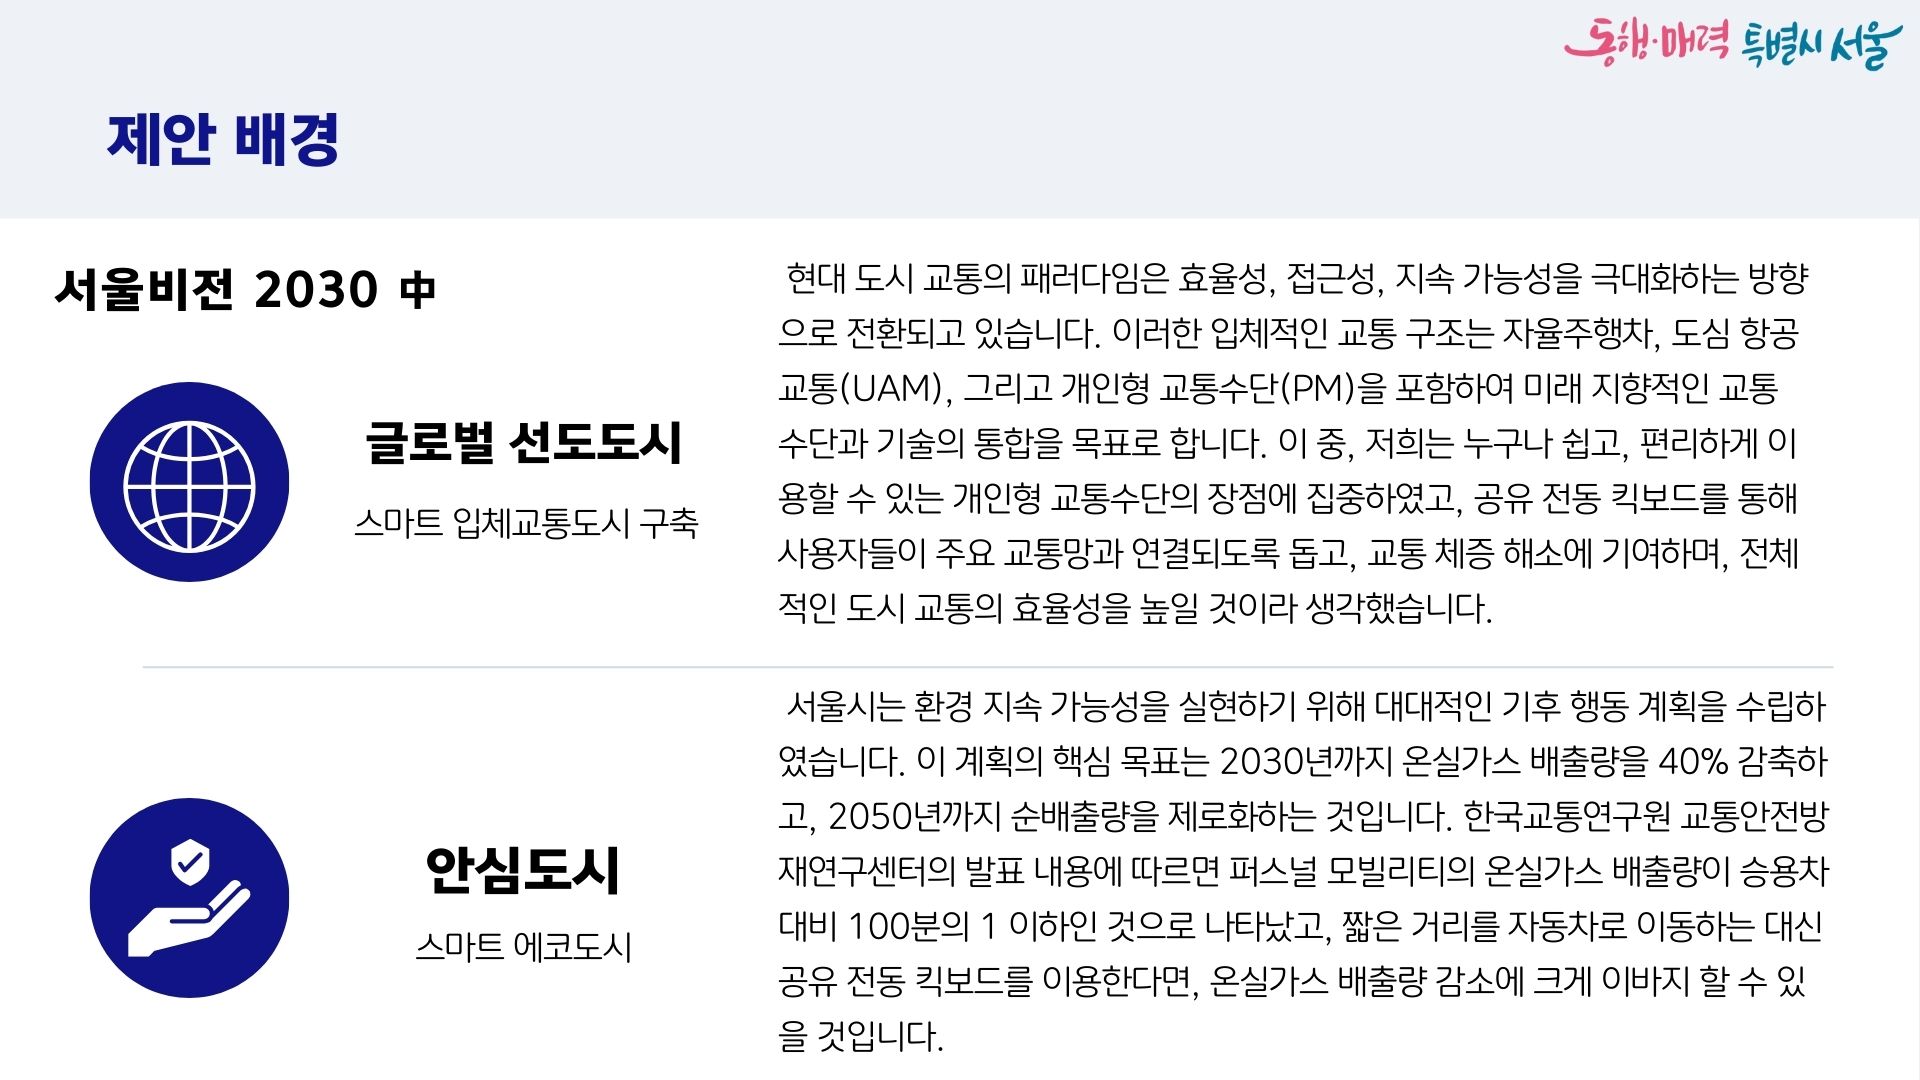 동행·매력 특별시 서울
제안 배경
서울비전 2030 中
글로벌 선도도시
스마트 입체교통도시 구축
현대 도시 교통의 패러다임은 효율성, 접근성, 지속 가능성을 극대화하는 방향
으로 전환되고 있습니다. 이러한 입체적인 교통 구조는 자율주행차, 도심 항공
교통(UAM), 그리고 개인형 교통수단(PM)을 포함하여 미래 지향적인 교통
수단과 기술의 통합을 목표로 합니다. 이 중, 저희는 누구나 쉽고, 편리하게 이
용할 수 있는 개인형 교통수단의 장점에 집중하였고, 공유 전동 킥보드를 통해
사용자들이 주요 교통망과 연결되도록 돕고, 교통 체증 해소에 기여하며, 전체
적인 도시 교통의 효율성을 높일 것이라 생각했습니다.
안심도시
스마트 에코도시
서울시는 환경 지속 가능성을 실현하기 위해 대대적인 기후 행동 계획을 수립하
였습니다. 이 계획의 핵심 목표는 2030년까지 온실가스 배출량을 40% 감축하
고, 2050년까지 순배출량을 제로화하는 것입니다. 한국교통연구원 교통안전방
재연구센터의 발표 내용에 따르면 퍼스널 모빌리티의 온실가스 배출량이 승용차
대비 100분의 1 이하인 것으로 나타났고, 짧은 거리를 자동차로 이동하는 대신
공유 전동 킥보드를 이용한다면, 온실가스 배출량 감소에 크게 이바지 할 수 있
을 것입니다.